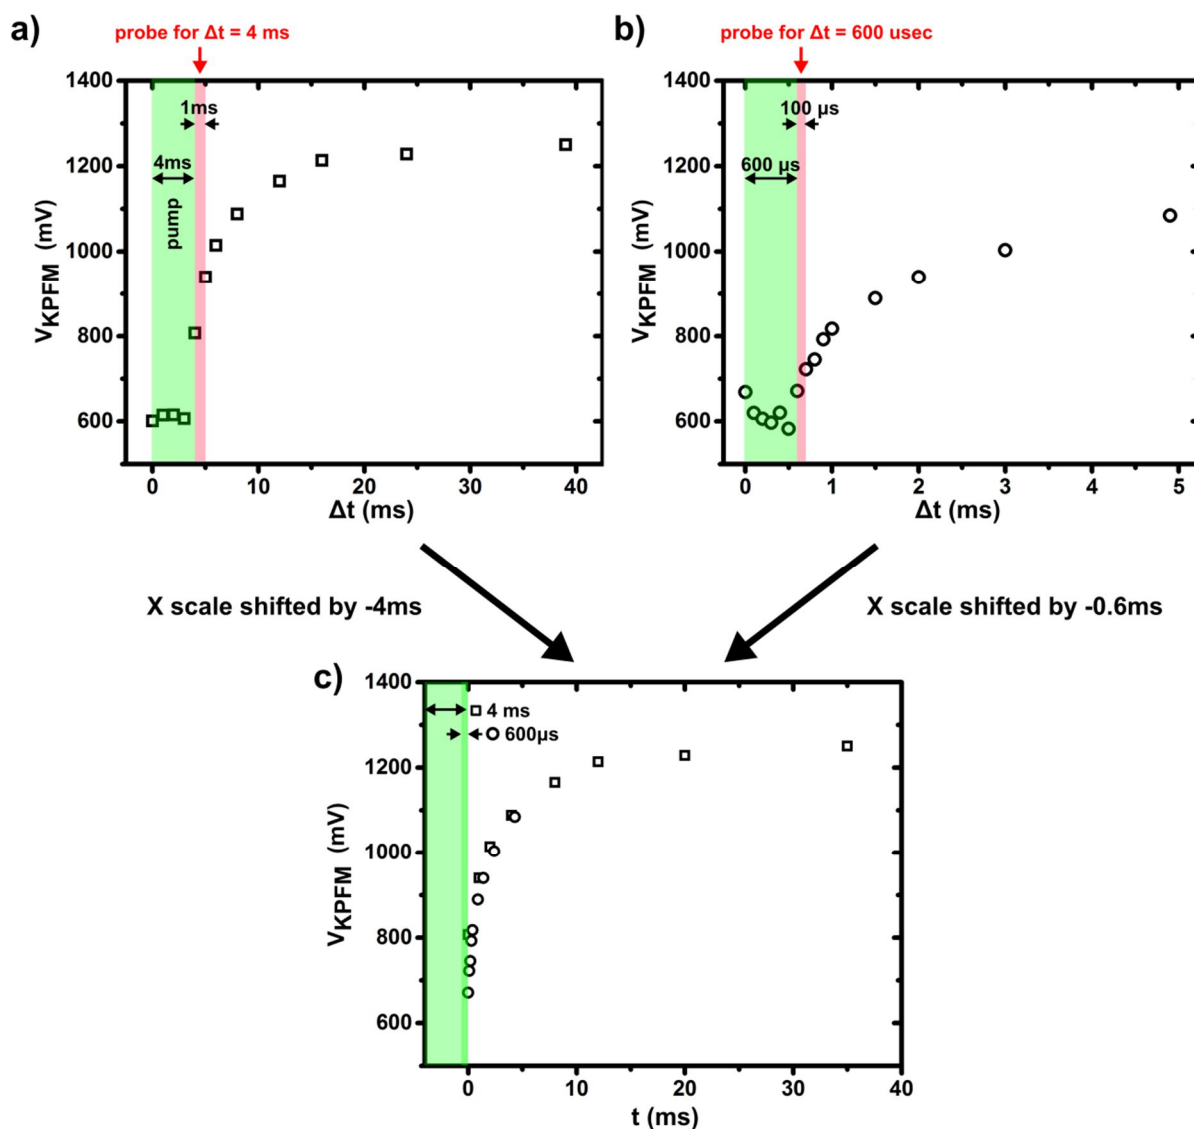 a)
probe for Δt = 4 ms
1400
1200
1000
800
600
V_KPFM (mV)
1ms
4ms
pump
0
10
20
30
40
Δt (ms)
b)
probe for Δt = 600 usec
1400
1200
1000
800
600
V_KPFM (mV)
100 µs
600 µs
0
1
2
3
4
5
Δt (ms)
X scale shifted by -4ms
X scale shifted by -0.6ms
c)
1400
1200
1000
800
600
V_KPFM (mV)
4 ms
600µs
0
10
20
30
40
t (ms)